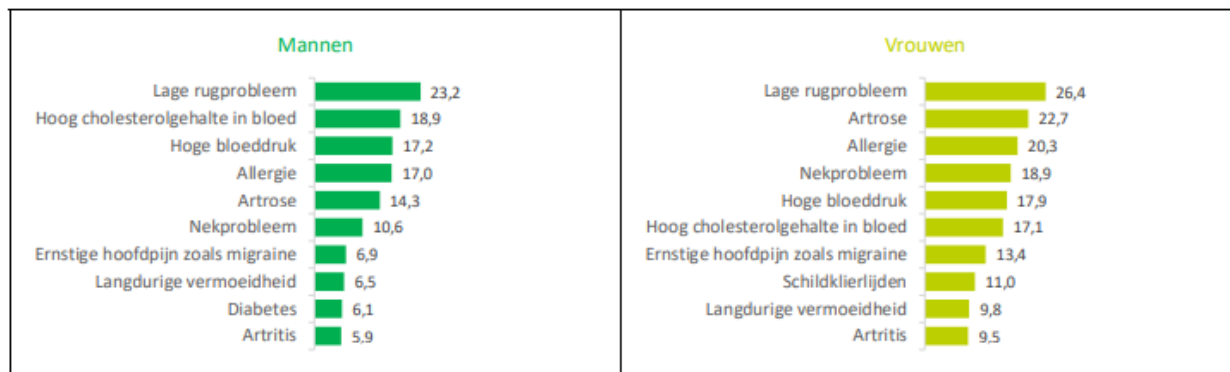 Mannen
Lage rugprobleem 23,2
Hoog cholesterolgehalte in bloed 18,9
Hoge bloeddruk 17,2
Allergie 17,0
Artrose 14,3
Nekprobleem 10,6
Ernstige hoofdpijn zoals migraine 6,9
Langdurige vermoeidheid 6,5
Diabetes 6,1
Artritis 5,9
Vrouwen
Lage rugprobleem 26,4
Artrose 22,7
Allergie 20,3
Nekprobleem 18,9
Hoge bloeddruk 17,9
Hoog cholesterolgehalte in bloed 17,1
Ernstige hoofdpijn zoals migraine 13,4
Schildklierlijden 11,0
Langdurige vermoeidheid 9,8
Artritis 9,5